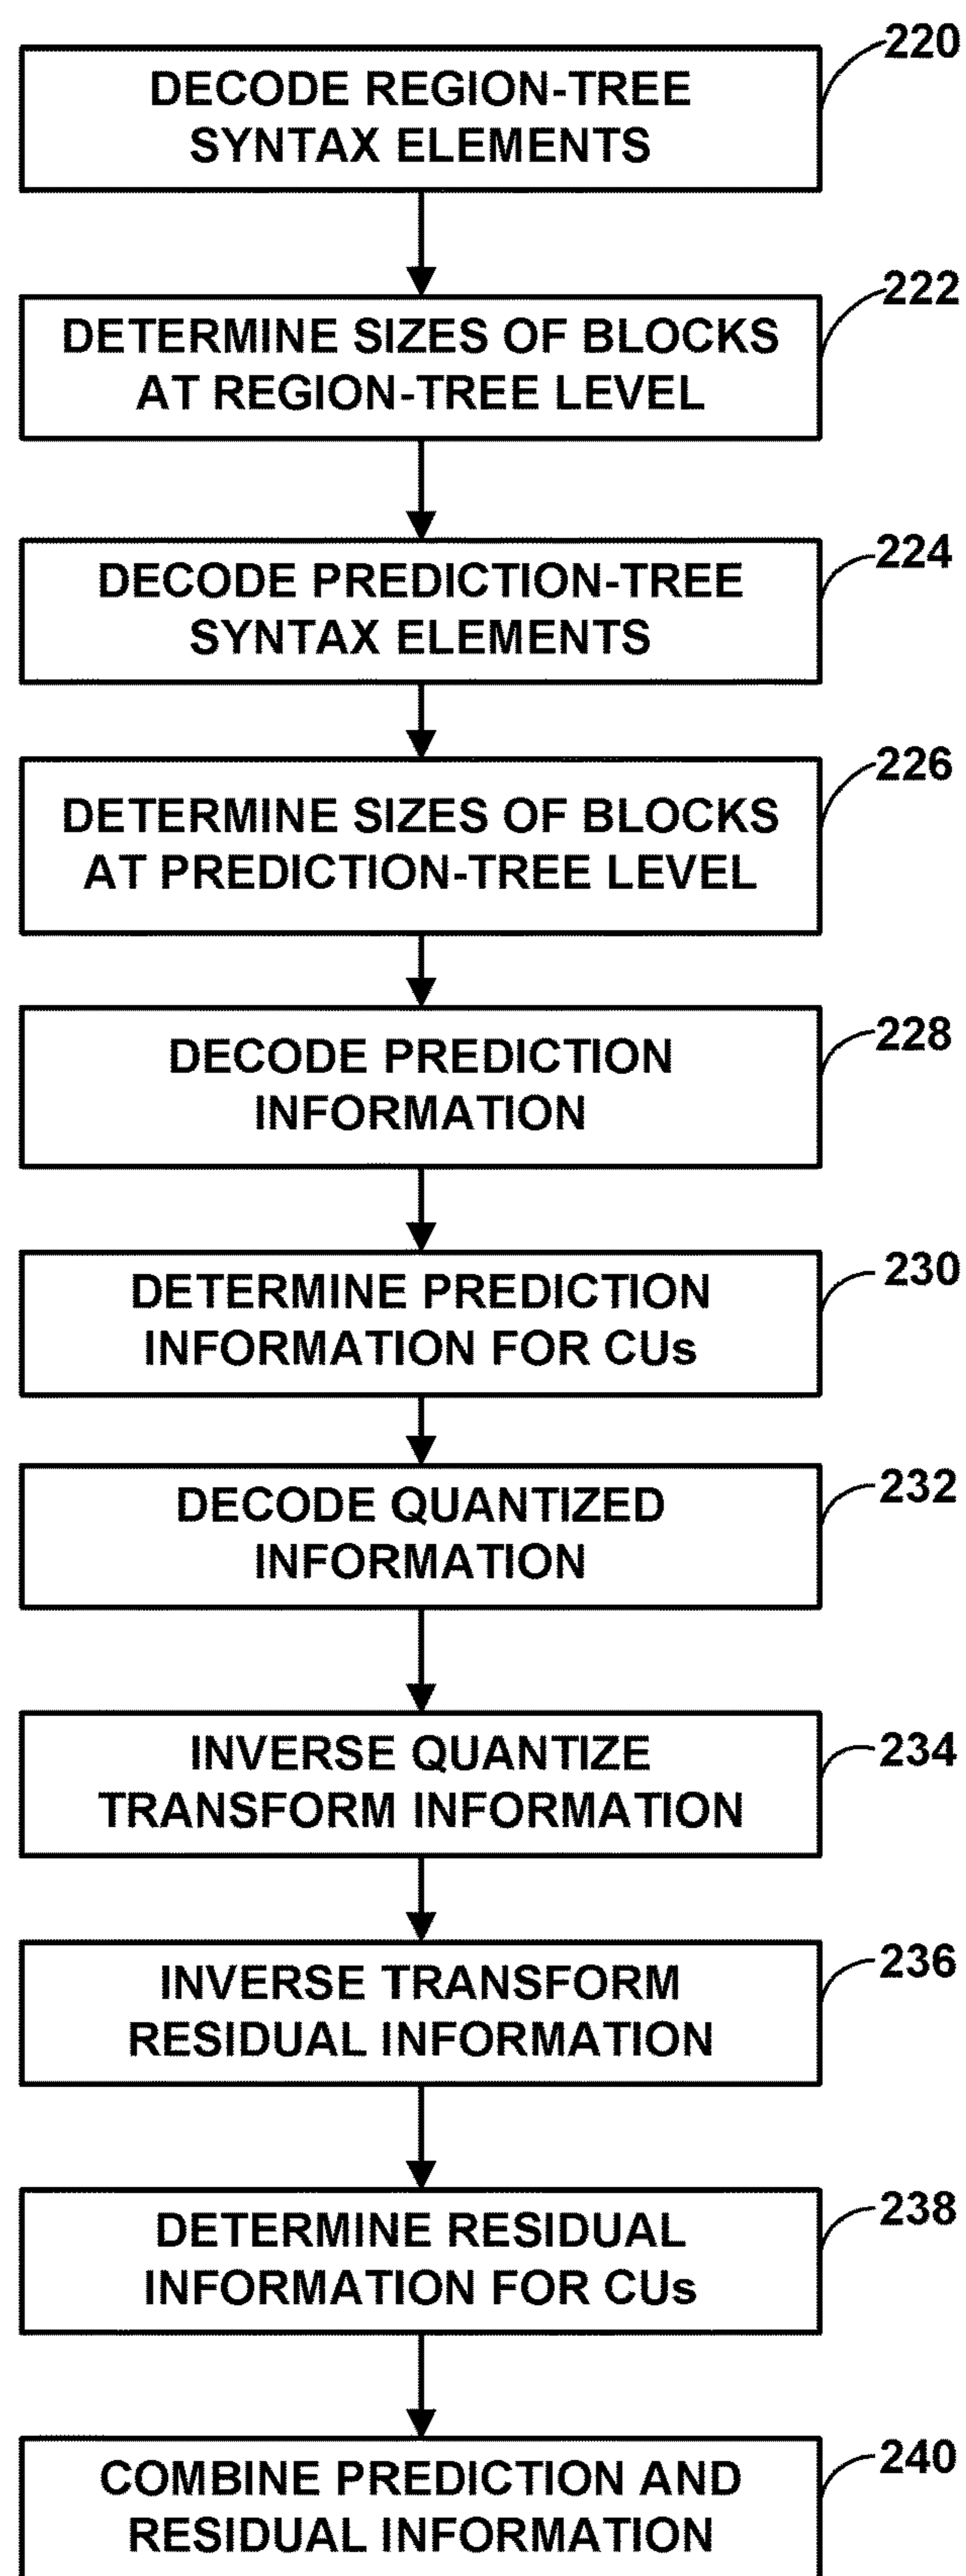 220
DECODE REGION-TREE
SYNTAX ELEMENTS
222
DETERMINE SIZES OF BLOCKS
AT REGION-TREE LEVEL
224
DECODE PREDICTION-TREE
SYNTAX ELEMENTS
226
DETERMINE SIZES OF BLOCKS
AT PREDICTION-TREE LEVEL
228
DECODE PREDICTION
INFORMATION
230
DETERMINE PREDICTION
INFORMATION FOR CUs
232
DECODE QUANTIZED
INFORMATION
234
INVERSE QUANTIZE
TRANSFORM INFORMATION
236
INVERSE TRANSFORM
RESIDUAL INFORMATION
238
DETERMINE RESIDUAL
INFORMATION FOR CUs
240
COMBINE PREDICTION AND
RESIDUAL INFORMATION